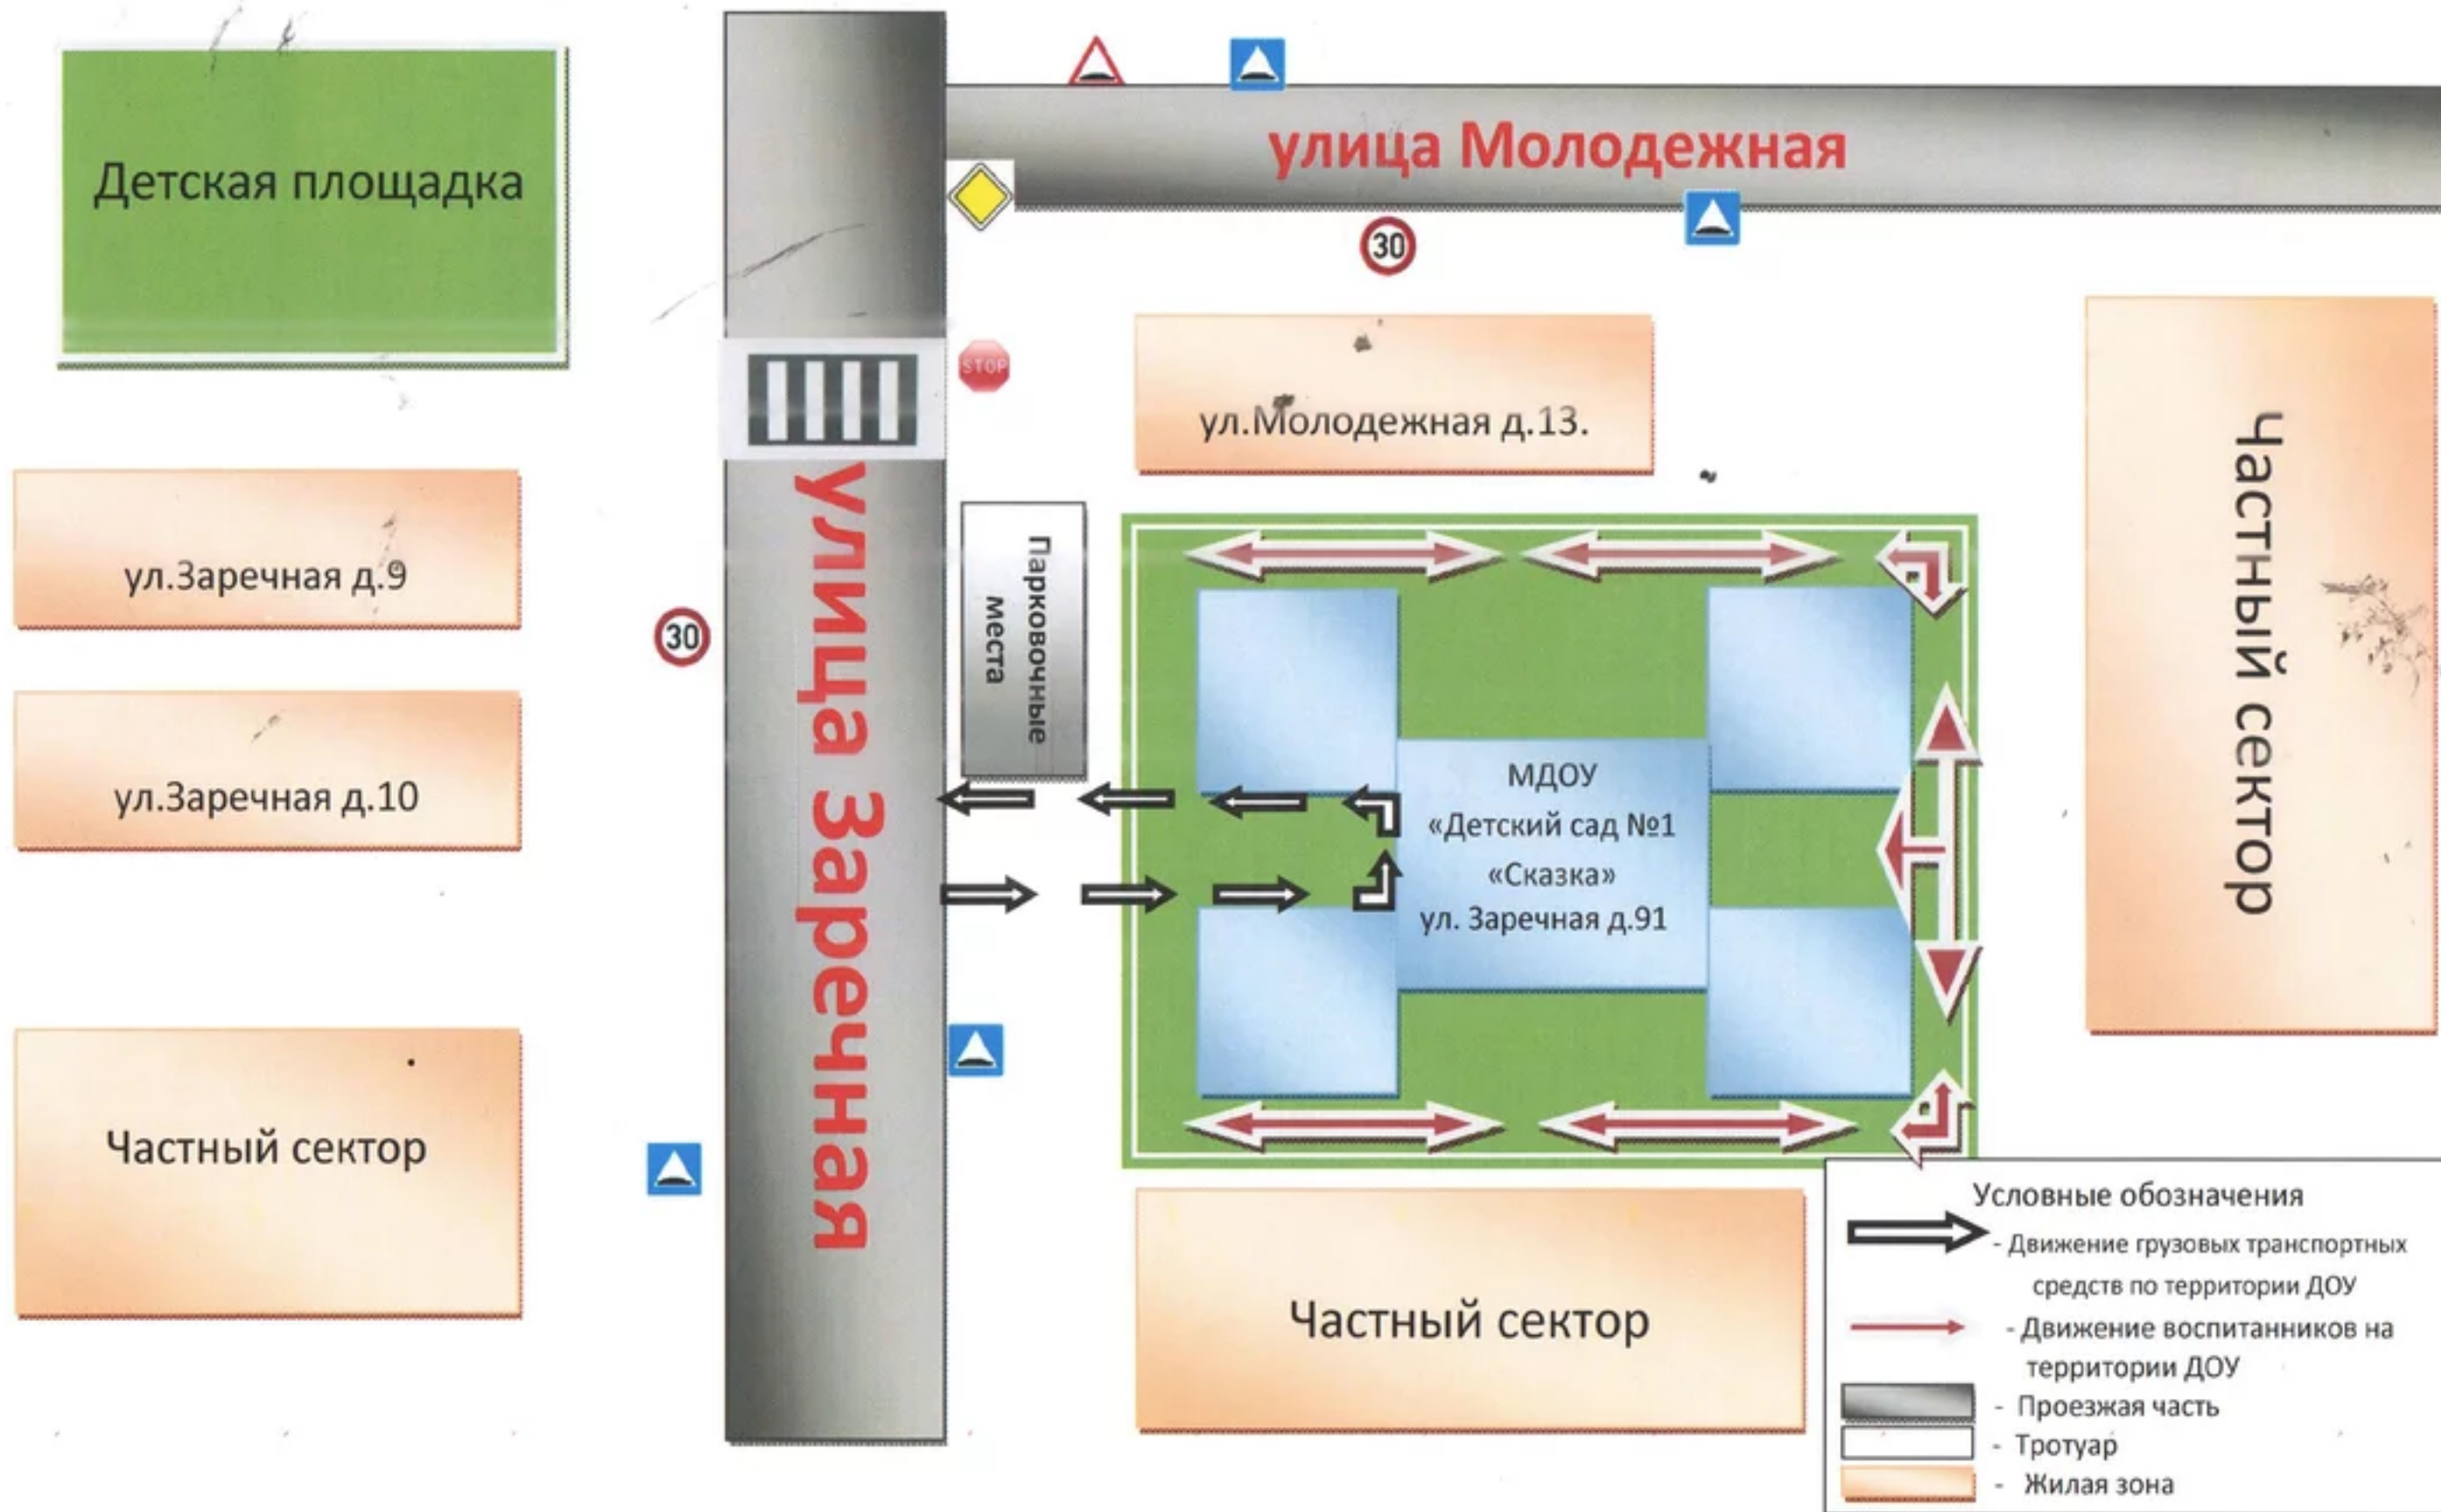 Детская площадка
улица Молодежная
30
STOP
ул.Молодежная д.13.
Частный сектор
ул.Заречная д.9
30
улица Заречная
Парковочные
места
ул.Заречная д.10
МДОУ
«Детский сад №1
«Сказка»
ул. Заречная д.91
Частный сектор
Частный сектор
Условные обозначения
- Движение грузовых транспортных
средств по территории ДОУ
- Движение воспитанников на
территории ДОУ
- Проезжая часть
- Тротуар
- Жилая зона